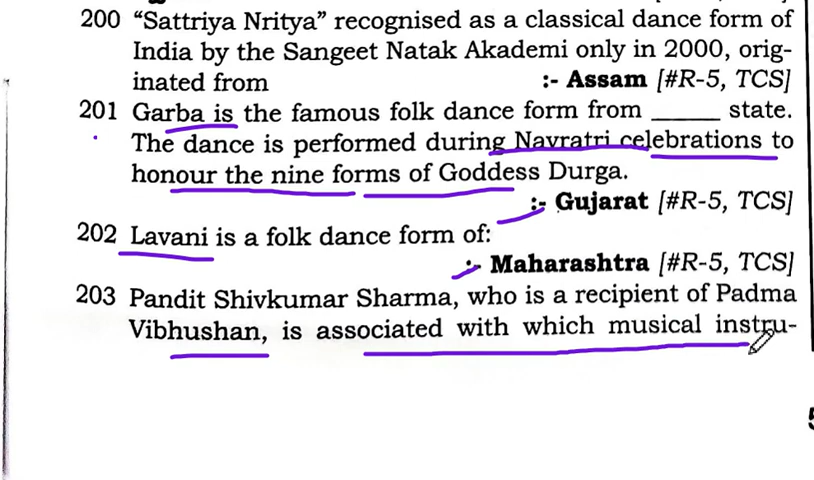 200 “Sattriya Nritya” recognised as a classical dance form of
India by the Sangeet Natak Akademi only in 2000, orig-
inated from :- Assam [#R-5, TCS]
201 Garba is the famous folk dance form from _____ state.
The dance is performed during Navratri celebrations to
honour the nine forms of Goddess Durga.
:- Gujarat [#R-5, TCS]
202 Lavani is a folk dance form of:
:- Maharashtra [#R-5, TCS]
203 Pandit Shivkumar Sharma, who is a recipient of Padma
Vibhushan, is associated with which musical instru-